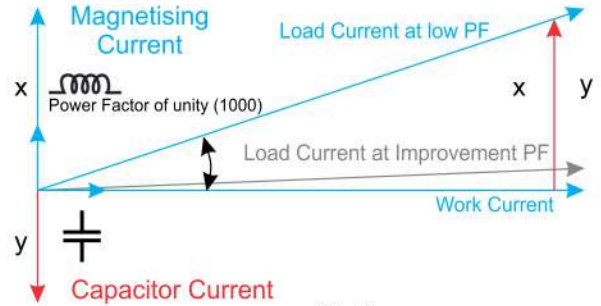 Magnetising
Current
Load Current at low PF
x
Power Factor of unity (1000)
x
y
Load Current at Improvement PF
Work Current
y
Capacitor Current